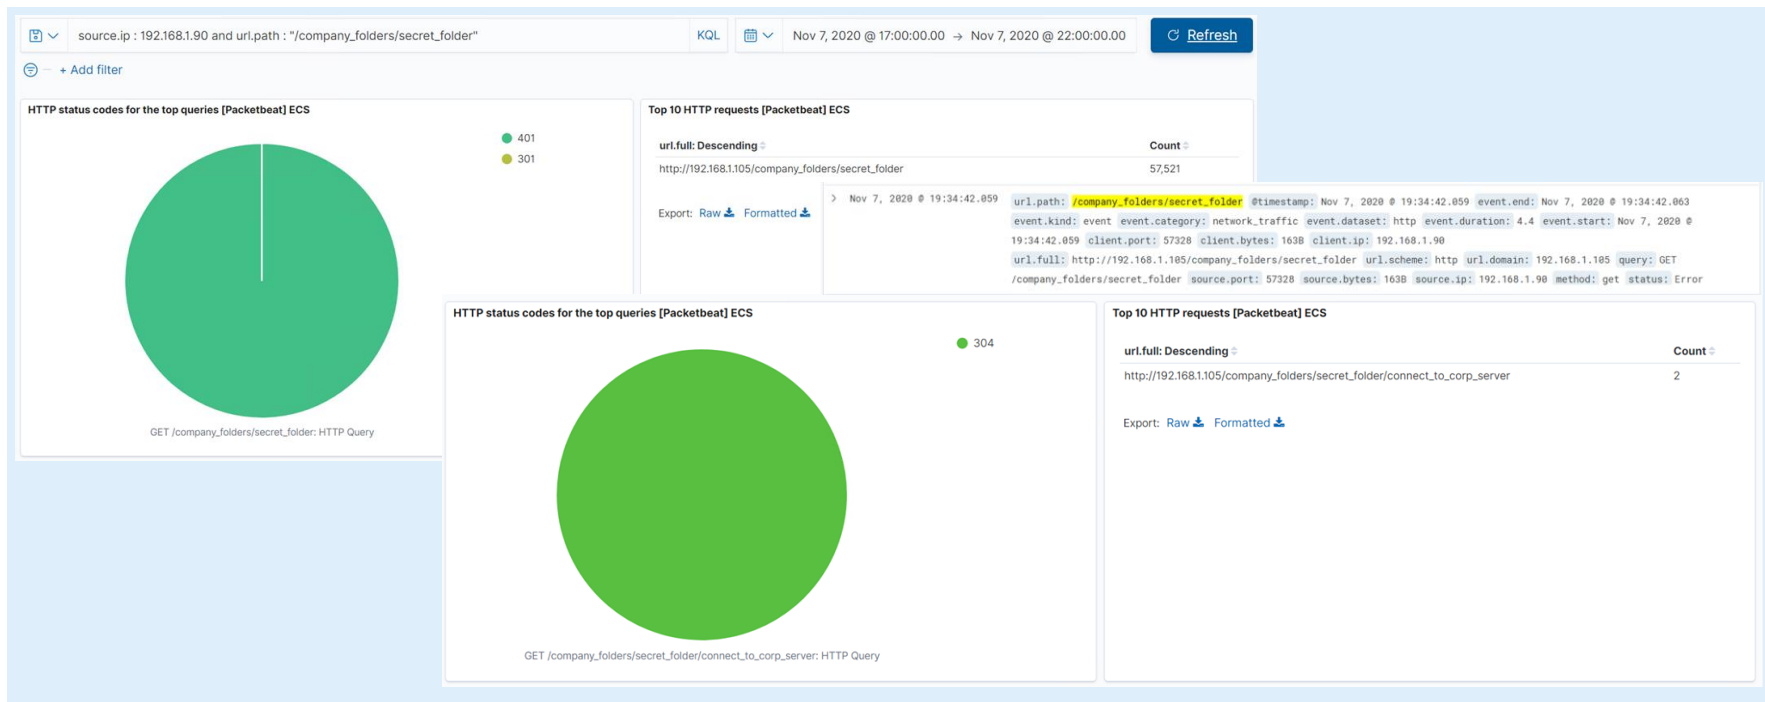 source.ip : 192.168.1.90 and url.path : "/company_folders/secret_folder"
KQL
Nov 7, 2020 @ 17:00:00.00 → Nov 7, 2020 @ 22:00:00.00
Refresh
+ Add filter
HTTP status codes for the top queries [Packetbeat] ECS
401
301
GET /company_folders/secret_folder: HTTP Query
Top 10 HTTP requests [Packetbeat] ECS
url.full: Descending Count
http://192.168.1.105/company_folders/secret_folder 57,521
Export: Raw Formatted
Nov 7, 2020 @ 19:34:42.059
url.path: /company_folders/secret_folder @timestamp: Nov 7, 2020 @ 19:34:42.059 event.end: Nov 7, 2020 @ 19:34:42.063
event.kind: event event.category: network_traffic event.dataset: http event.duration: 4.4 event.start: Nov 7, 2020 @
19:34:42.059 client.port: 57328 client.bytes: 163B client.ip: 192.168.1.90
url.full: http://192.168.1.105/company_folders/secret_folder url.scheme: http url.domain: 192.168.1.105 query: GET
/company_folders/secret_folder source.port: 57328 source.bytes: 163B source.ip: 192.168.1.90 method: get status: Error
HTTP status codes for the top queries [Packetbeat] ECS
304
GET /company_folders/secret_folder/connect_to_corp_server: HTTP Query
Top 10 HTTP requests [Packetbeat] ECS
url.full: Descending Count
http://192.168.1.105/company_folders/secret_folder/connect_to_corp_server 2
Export: Raw Formatted